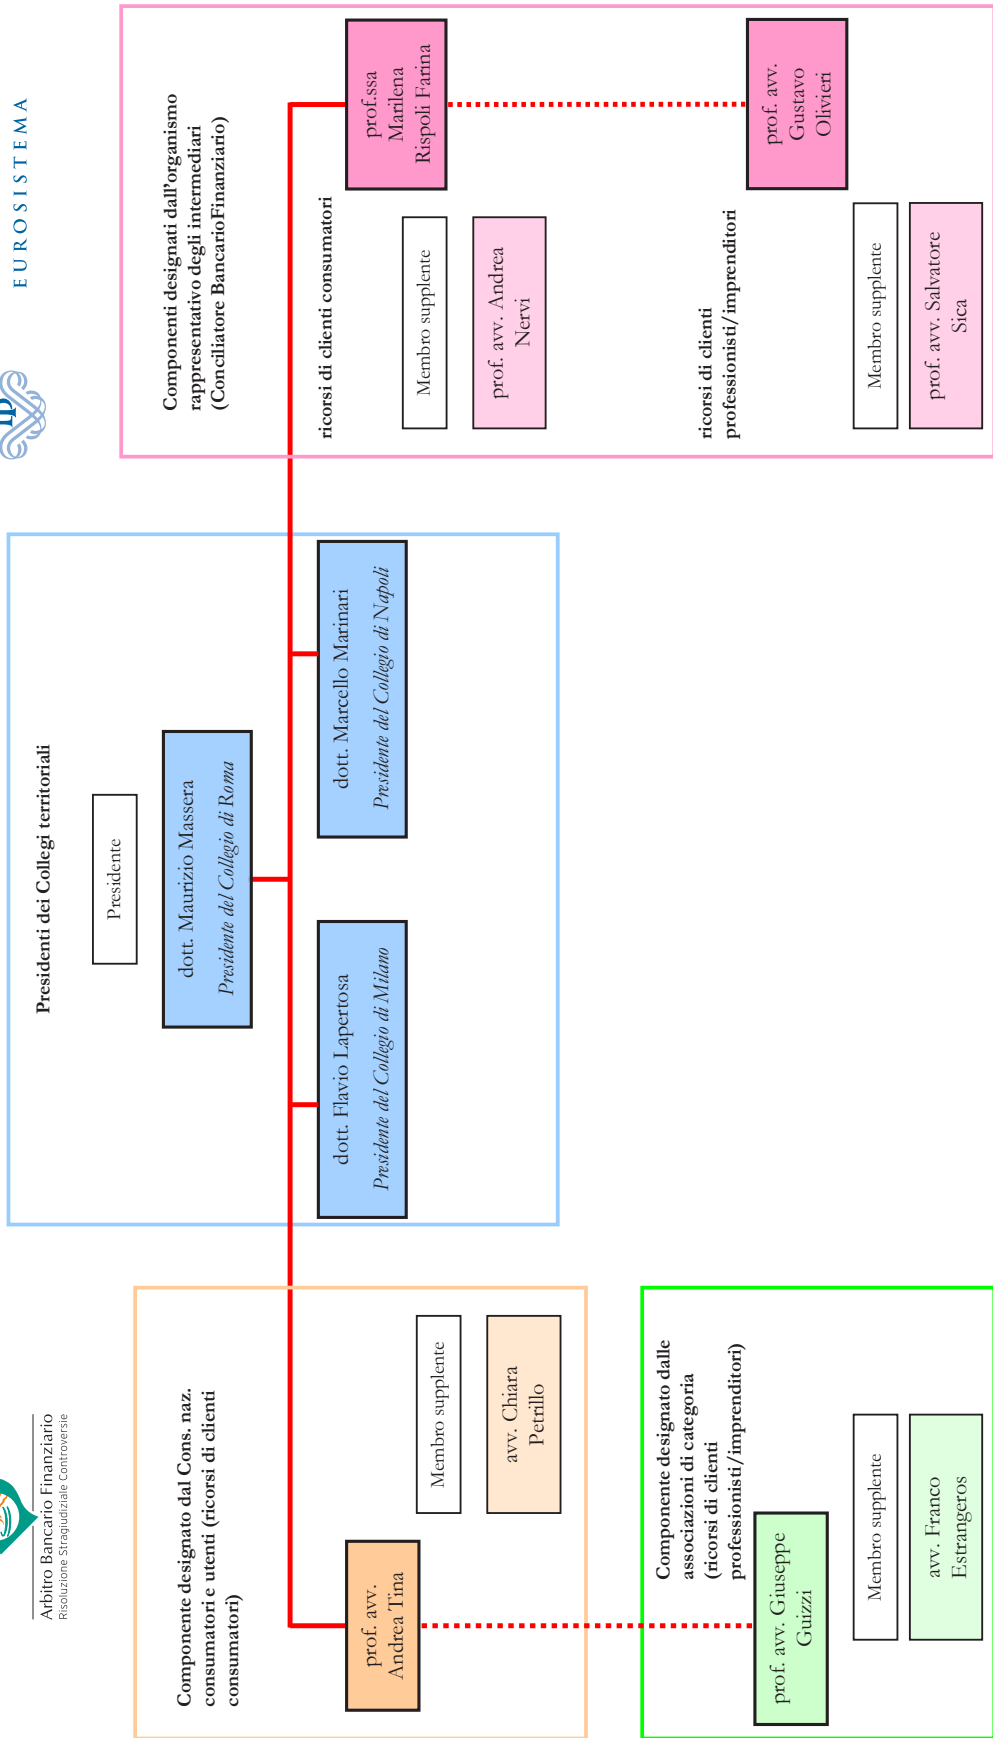 Arbitro Bancario Finanziario
Risoluzione Stragiudiziale Controversie
EUROSISTEMA
Presidenti dei Collegi territoriali
Presidente
dott. Maurizio Massera
Presidente del Collegio di Roma
dott. Flavio Lapertosa
Presidente del Collegio di Milano
dott. Marcello Marinari
Presidente del Collegio di Napoli
Componente designato dal Cons. naz.
consumatori e utenti (ricorsi di clienti
consumatori)
prof. avv.
Andrea Tina
Membro supplente
avv. Chiara
Petrillo
Componente designato dalle
associazioni di categoria
(ricorsi di clienti
professionisti/imprenditori)
prof. avv. Giuseppe
Guizzi
Membro supplente
avv. Franco
Estrangeros
Componenti designati dall'organismo
rappresentativo degli intermediari
(Conciliatore BancarioFinanziario)
ricorsi di clienti consumatori
prof.ssa
Marilena
Rispoli Farina
Membro supplente
prof. avv. Andrea
Nervi
ricorsi di clienti
professionisti/imprenditori
prof. avv.
Gustavo
Olivieri
Membro supplente
prof. avv. Salvatore
Sica